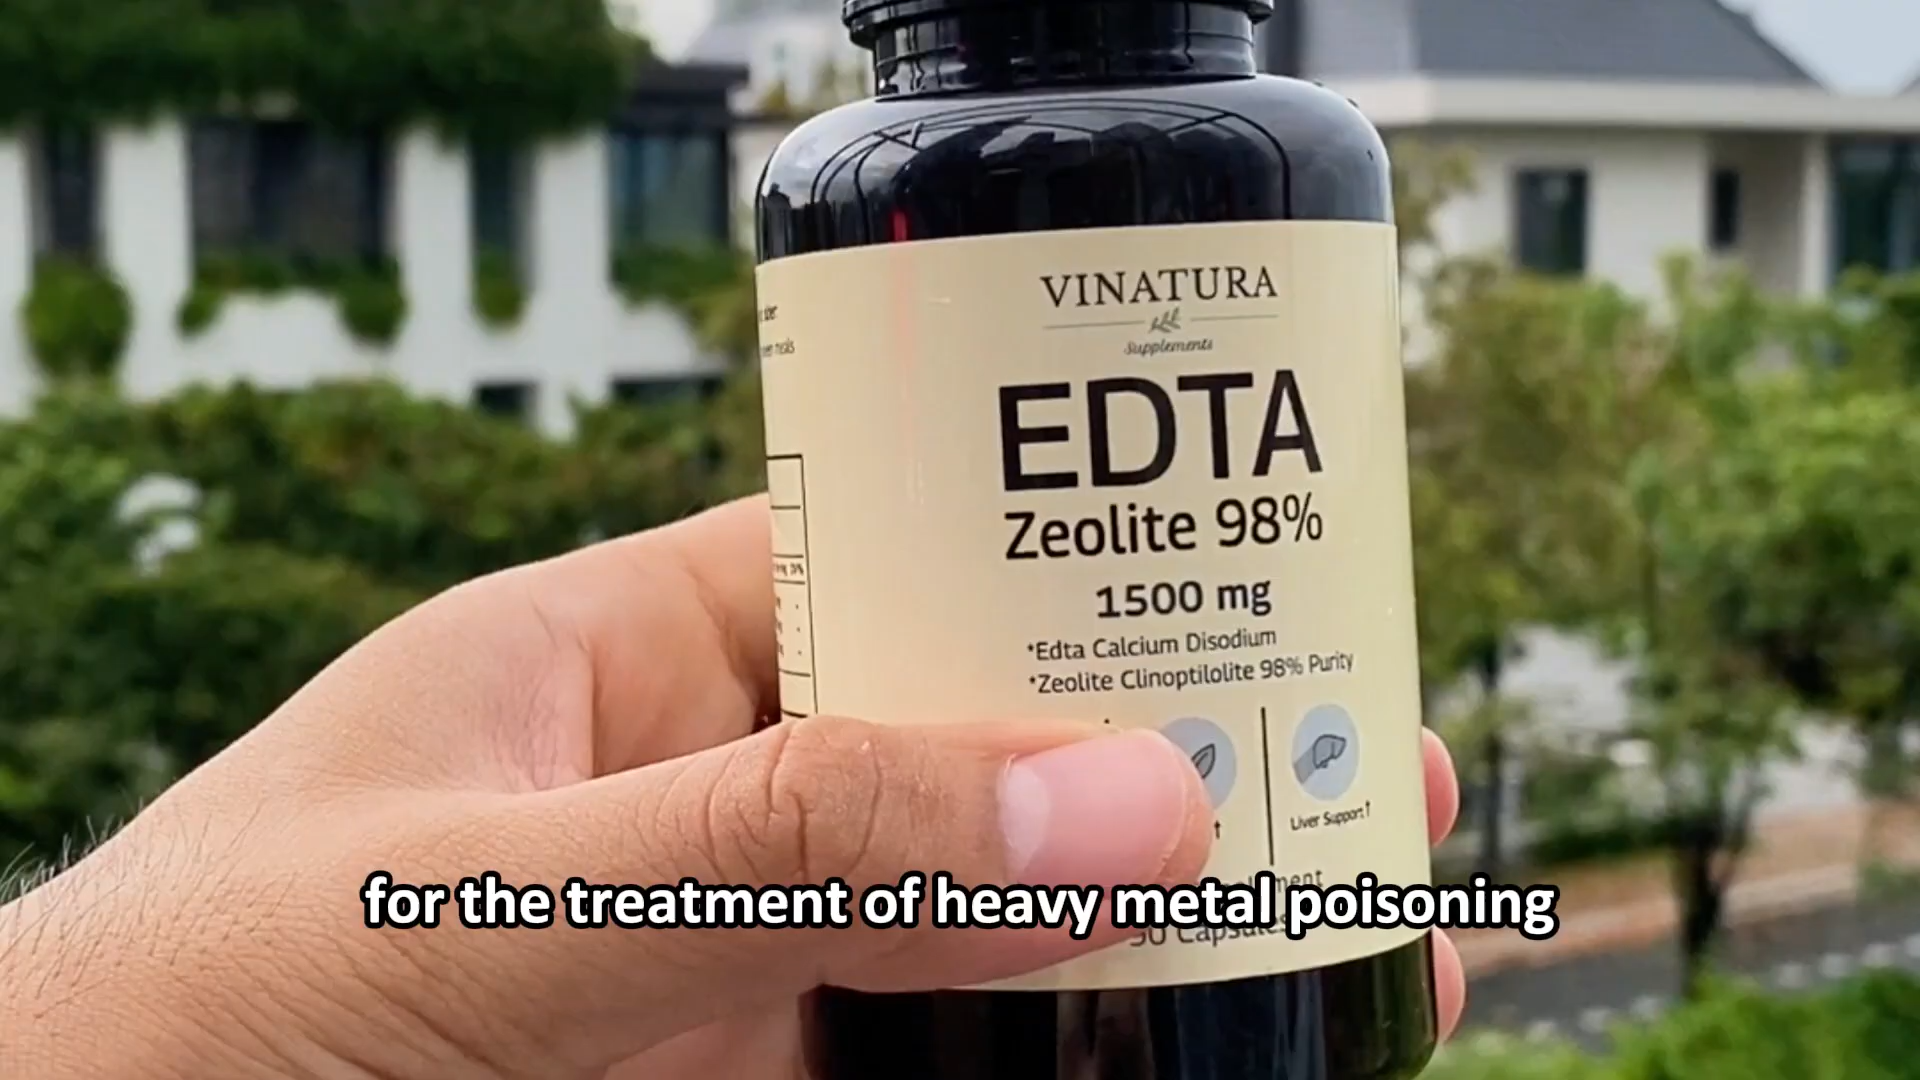 VINATURA
Supplements
EDTA
Zeolite 98%
1500 mg
*Edta Calcium Disodium
*Zeolite Clinoptilolite 98% Purity
Liver Support↑
for the treatment of heavy metal poisoning
Capsules